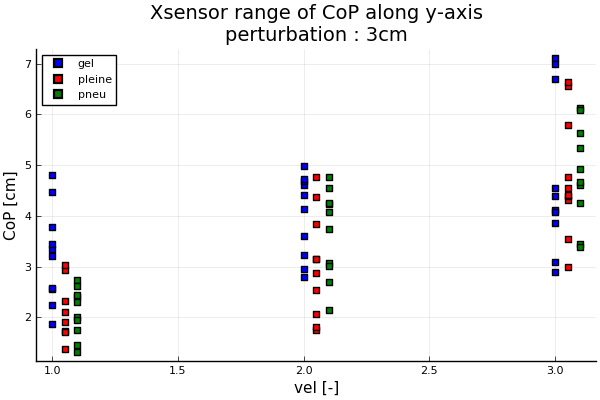 Xsensor range of CoP along y-axis
perturbation : 3cm
gel
pleine
pneu
CoP [cm]
7
6
5
4
3
2
1.0
1.5
2.0
2.5
3.0
vel [-]